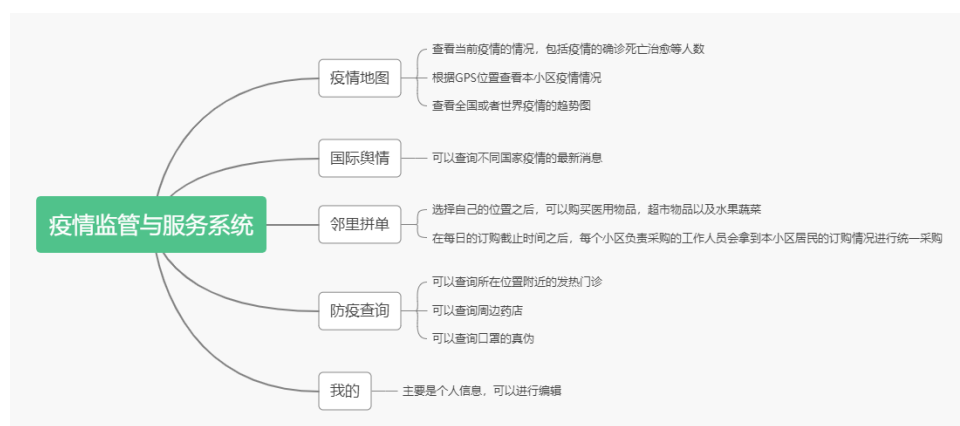 疫情监管与服务系统
疫情地图
查看当前疫情的情况，包括疫情的确诊死亡治愈等人数
根据GPS位置查看本小区疫情情况
查看全国或者世界疫情的趋势图
国际舆情
可以查询不同国家疫情的最新消息
邻里拼单
选择自己的位置之后，可以购买医用物品，超市物品以及水果蔬菜
在每日的订购截止时间之后，每个小区负责采购的工作人员会拿到本小区居民的订购情况进行统一采购
防疫查询
可以查询所在位置附近的发热门诊
可以查询周边药店
可以查询口罩的真伪
我的
主要是个人信息，可以进行编辑